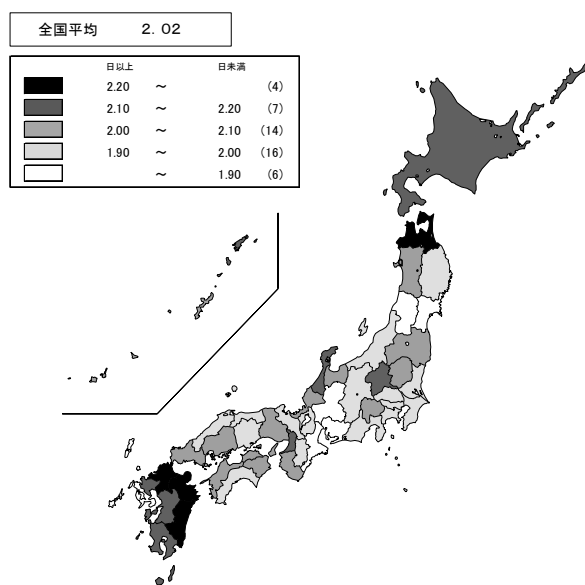 全国平均 2.02
日以上 日未満
2.20 ～ (4)
2.10 ～ 2.20 (7)
2.00 ～ 2.10 (14)
1.90 ～ 2.00 (16)
～ 1.90 (6)